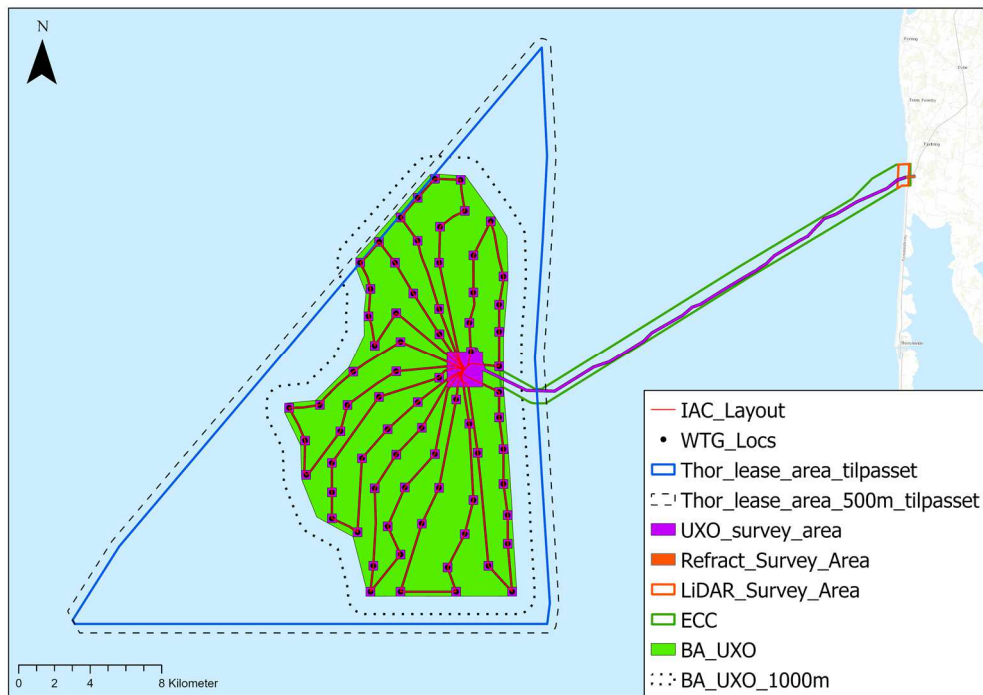 N
IAC_Layout
WTG_Locs
Thor_lease_area_tilpasset
Thor_lease_area_500m_tilpasset
UXO_survey_area
Refract_Survey_Area
LiDAR_Survey_Area
ECC
BA_UXO
BA_UXO_1000m
0 2 4 8 Kilometer